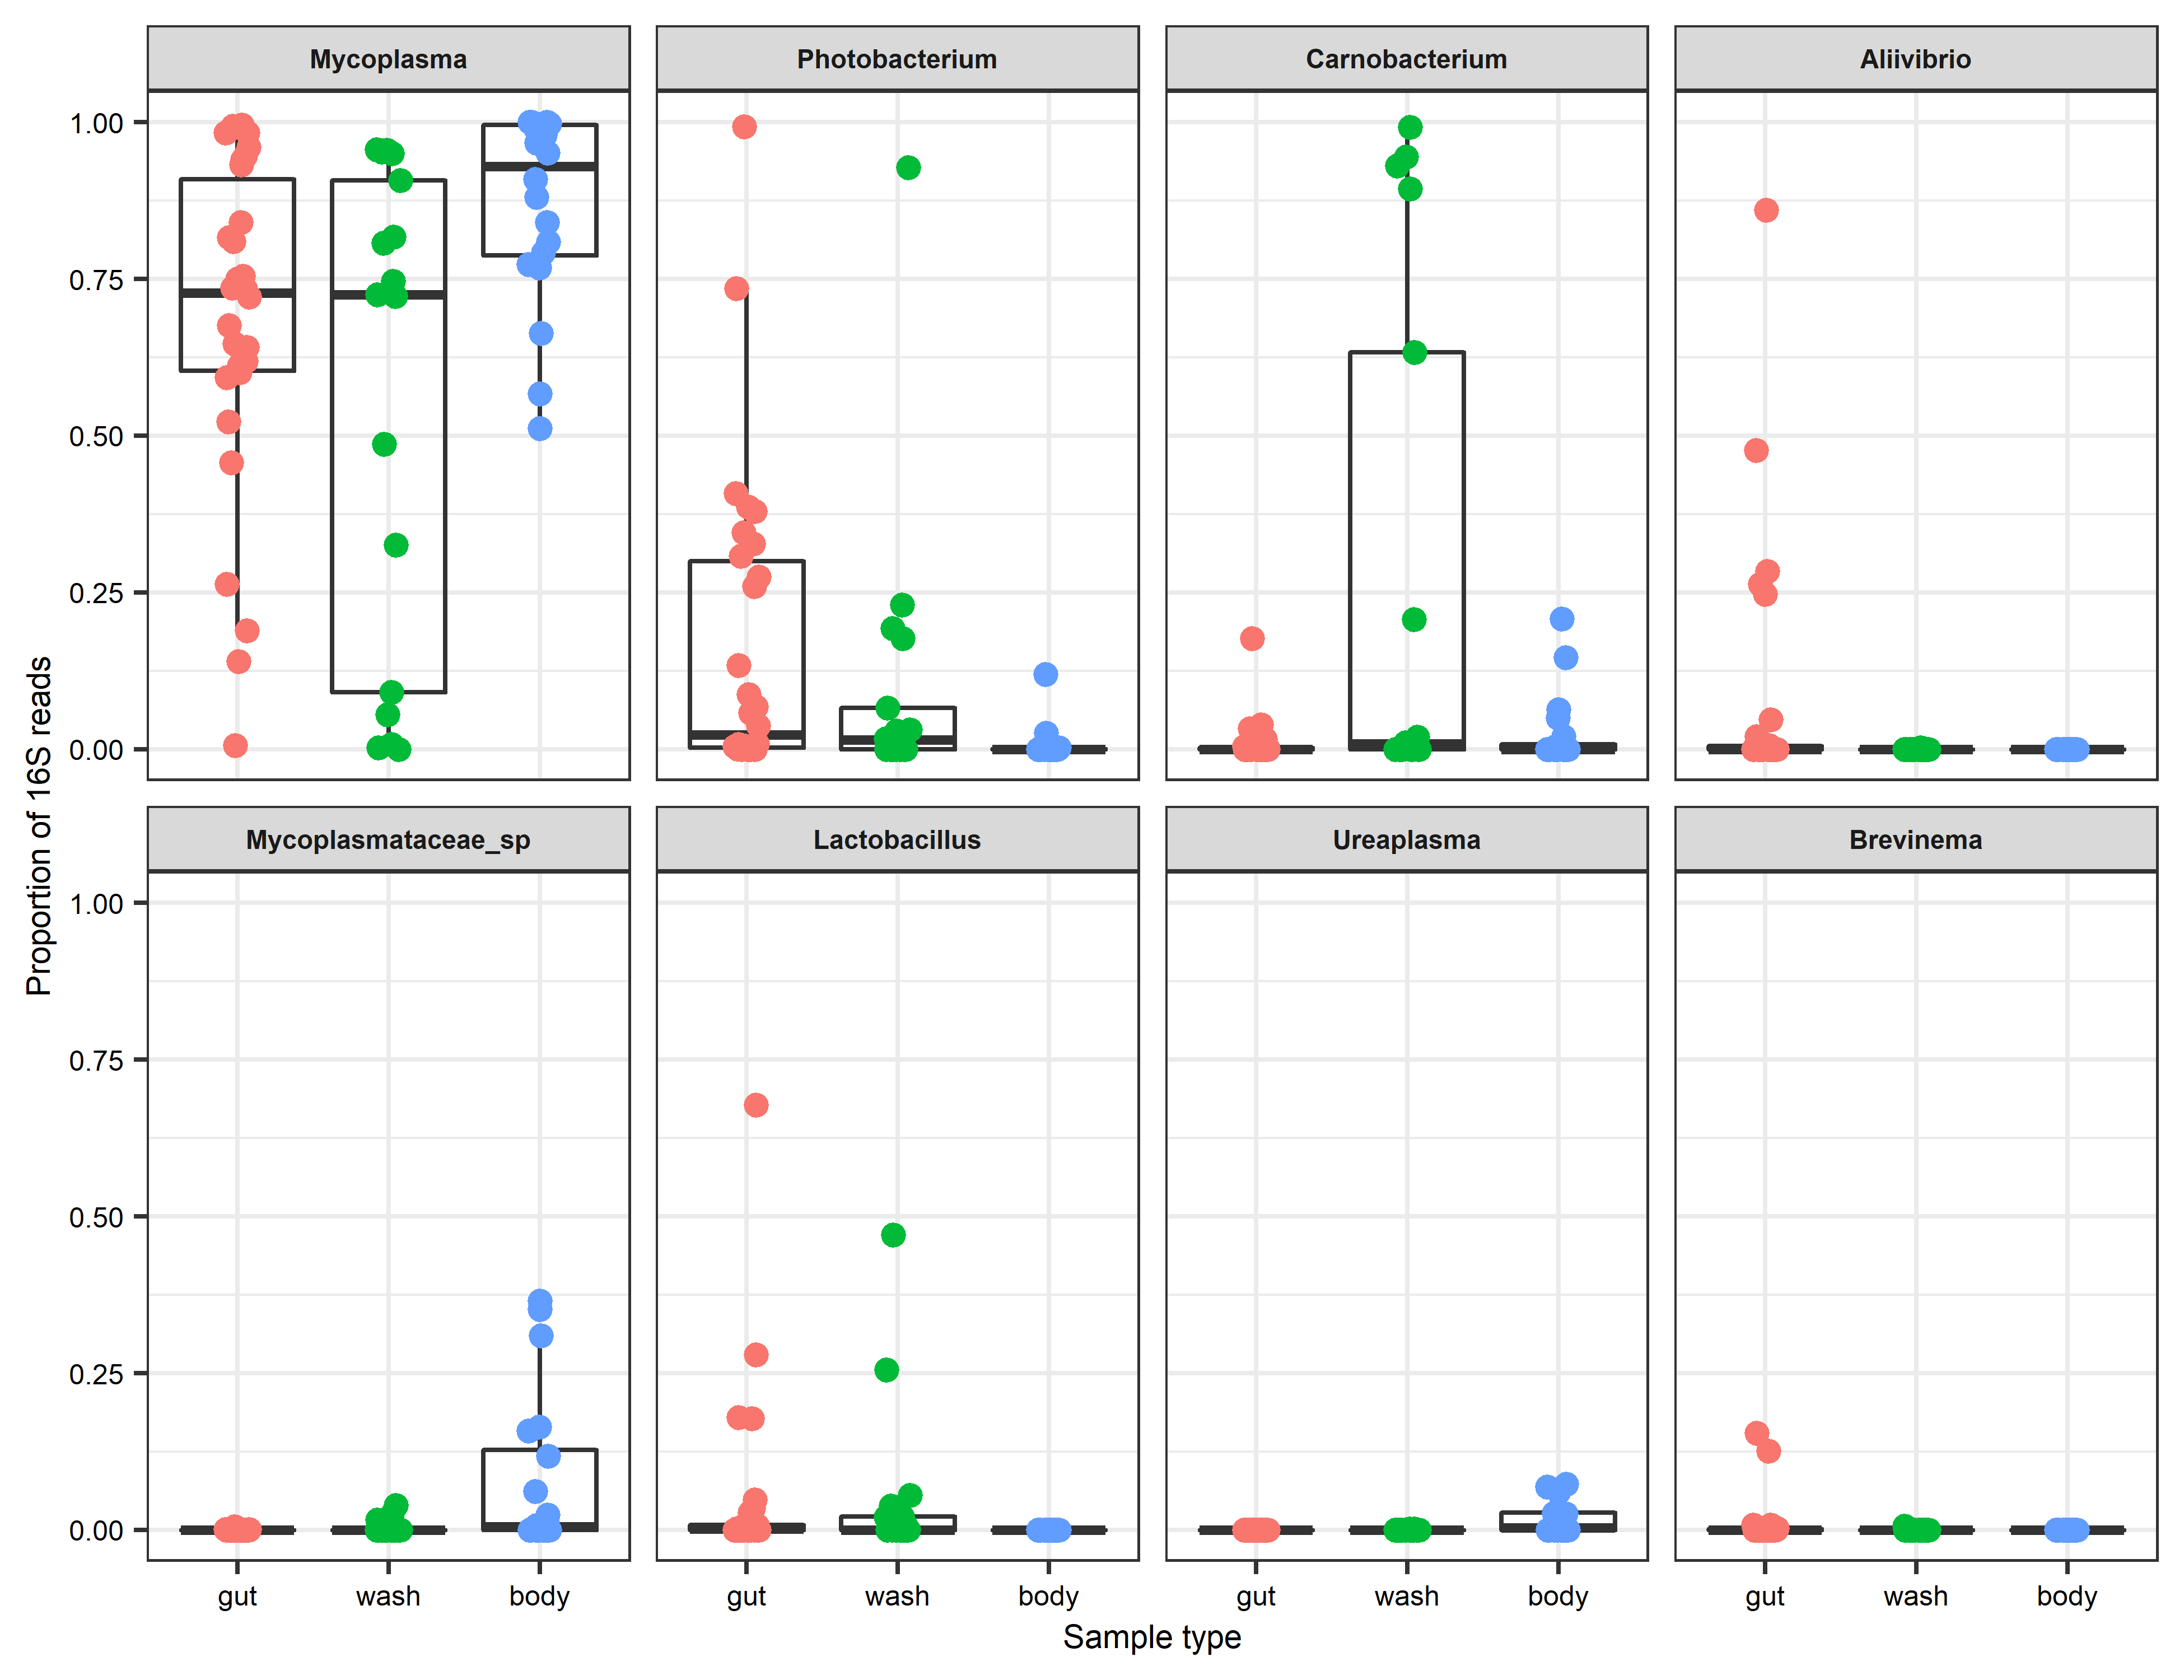 Mycoplasma Photobacterium Carnobacterium Aliivibrio
1.00
0.75
0.50
0.25
0.00
Mycoplasmataceae_sp Lactobacillus Ureaplasma Brevinema
1.00
0.75
0.50
0.25
0.00
gut wash body gut wash body gut wash body gut wash body
Sample type
Proportion of 16S reads